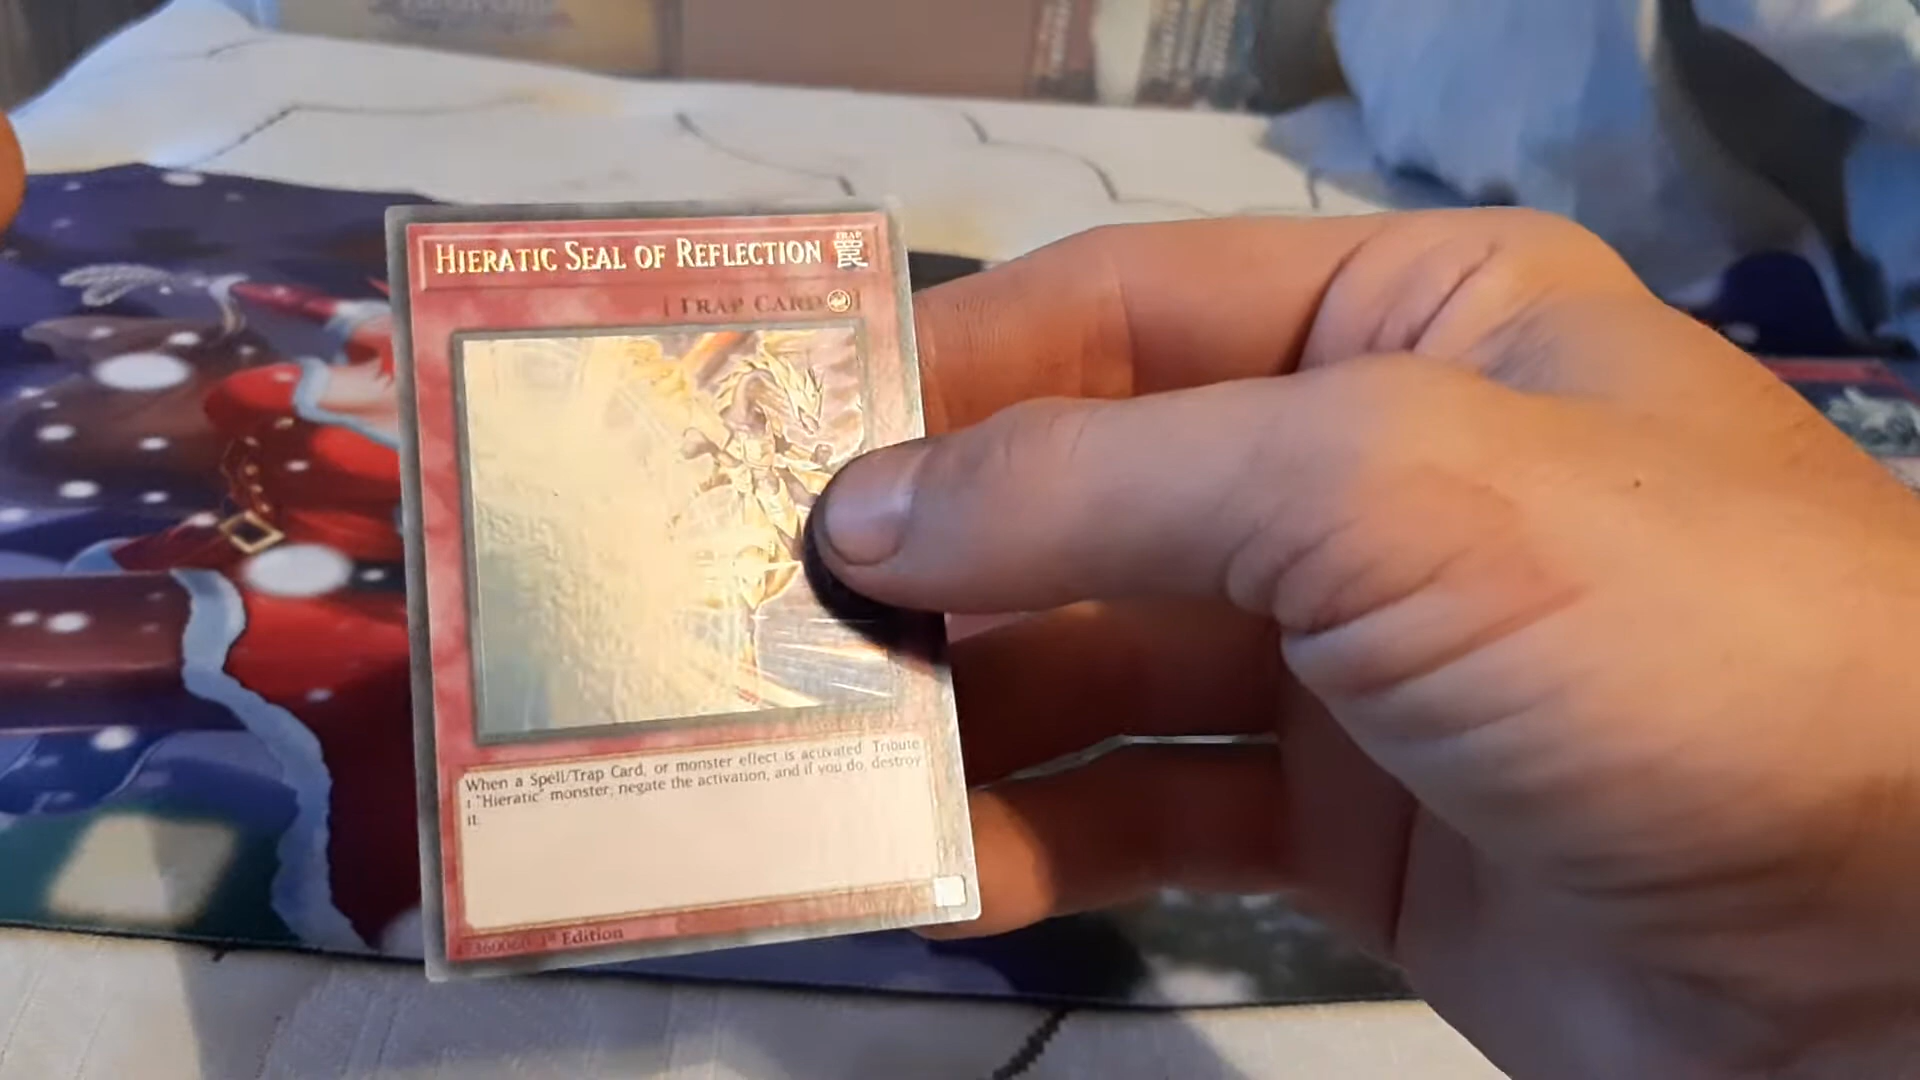 HIERATIC SEAL OF REFLECTION
TRAP
罠
[TRAP CARD]
When a Spell/Trap Card, or monster effect is activated: Tribute
1 "Hieratic" monster; negate the activation, and if you do, destroy
it.
1st Edition